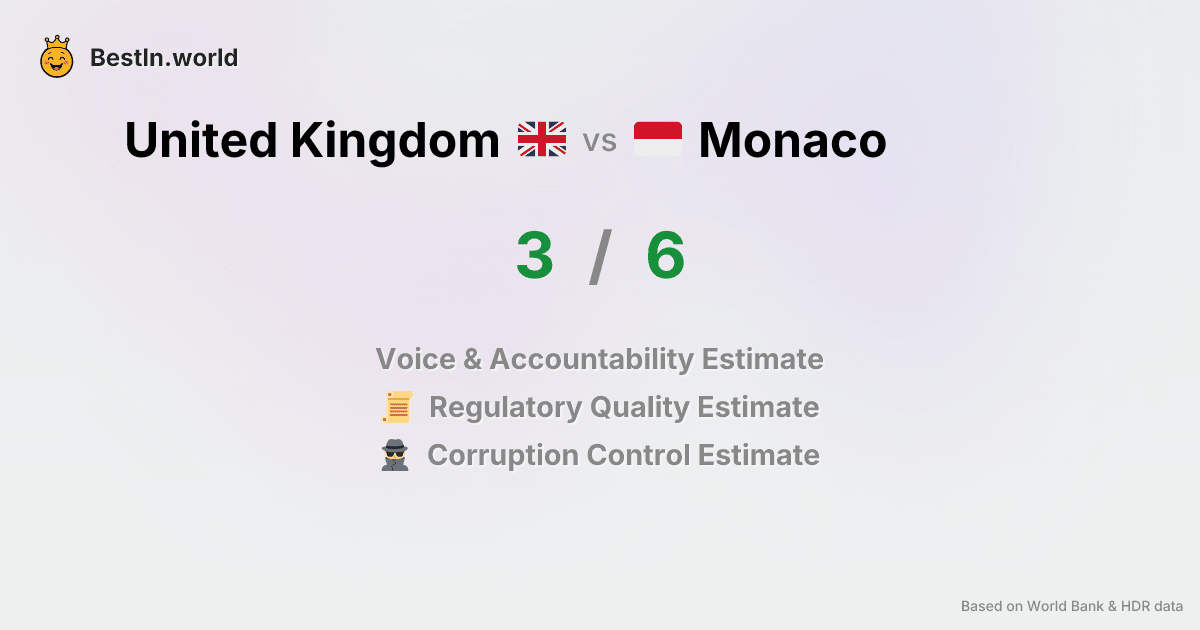 BestIn.world
United Kingdom vs Monaco
3 / 6
Voice & Accountability Estimate
Regulatory Quality Estimate
Corruption Control Estimate
Based on World Bank & HDR data